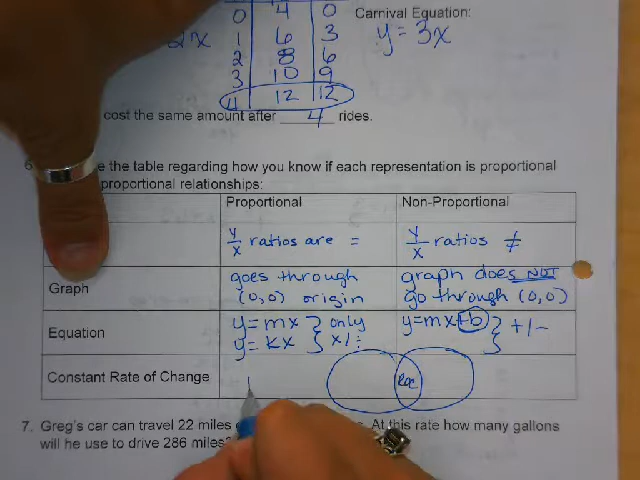 0 4 0
Carnival Equation:
2x
1 6 3
y = 3x
2 8 6
3 10 9
4 12 12
cost the same amount after 4 rides.
e the table regarding how you know if each representation is proportional
proportional relationships:
Proportional Non-Proportional
y/x ratios are = y/x ratios ≠
Graph
goes through graph does NOT
(0,0) origin go through (0,0)
Equation
y = mx } only y=mx+b } +/-
y = kx } x/÷
Constant Rate of Change
ROC
7. Greg's car can travel 22 miles At this rate how many gallons
will he use to drive 286 miles?